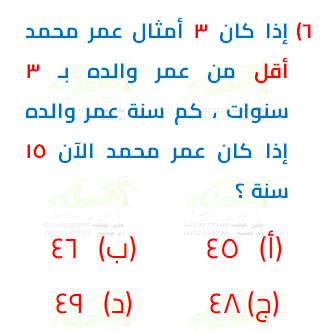 ٦) إذا كان ٣ أمثال عمر محمد
أقل من عمر والده بـ ٣
سنوات ، كم سنة عمر والده
إذا كان عمر محمد الآن ١٥
سنة ؟
(أ) ٤٥ (ب) ٤٦
(ج) ٤٨ (د) ٤٩